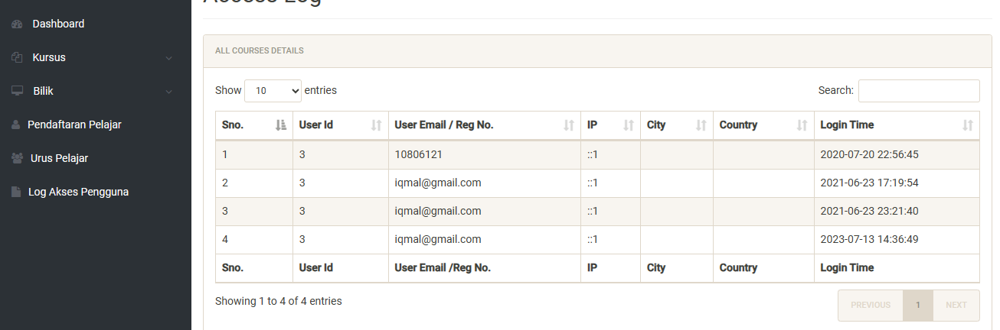 Access Log
Dashboard
Kursus
Bilik
Pendaftaran Pelajar
Urus Pelajar
Log Akses Pengguna
ALL COURSES DETAILS
Show 10 entries
Search:
Sno. User Id User Email / Reg No. IP City Country Login Time
1 3 10806121 ::1 2020-07-20 22:56:45
2 3 iqmal@gmail.com ::1 2021-06-23 17:19:54
3 3 iqmal@gmail.com ::1 2021-06-23 23:21:40
4 3 iqmal@gmail.com ::1 2023-07-13 14:36:49
Sno. User Id User Email /Reg No. IP City Country Login Time
Showing 1 to 4 of 4 entries
PREVIOUS 1 NEXT